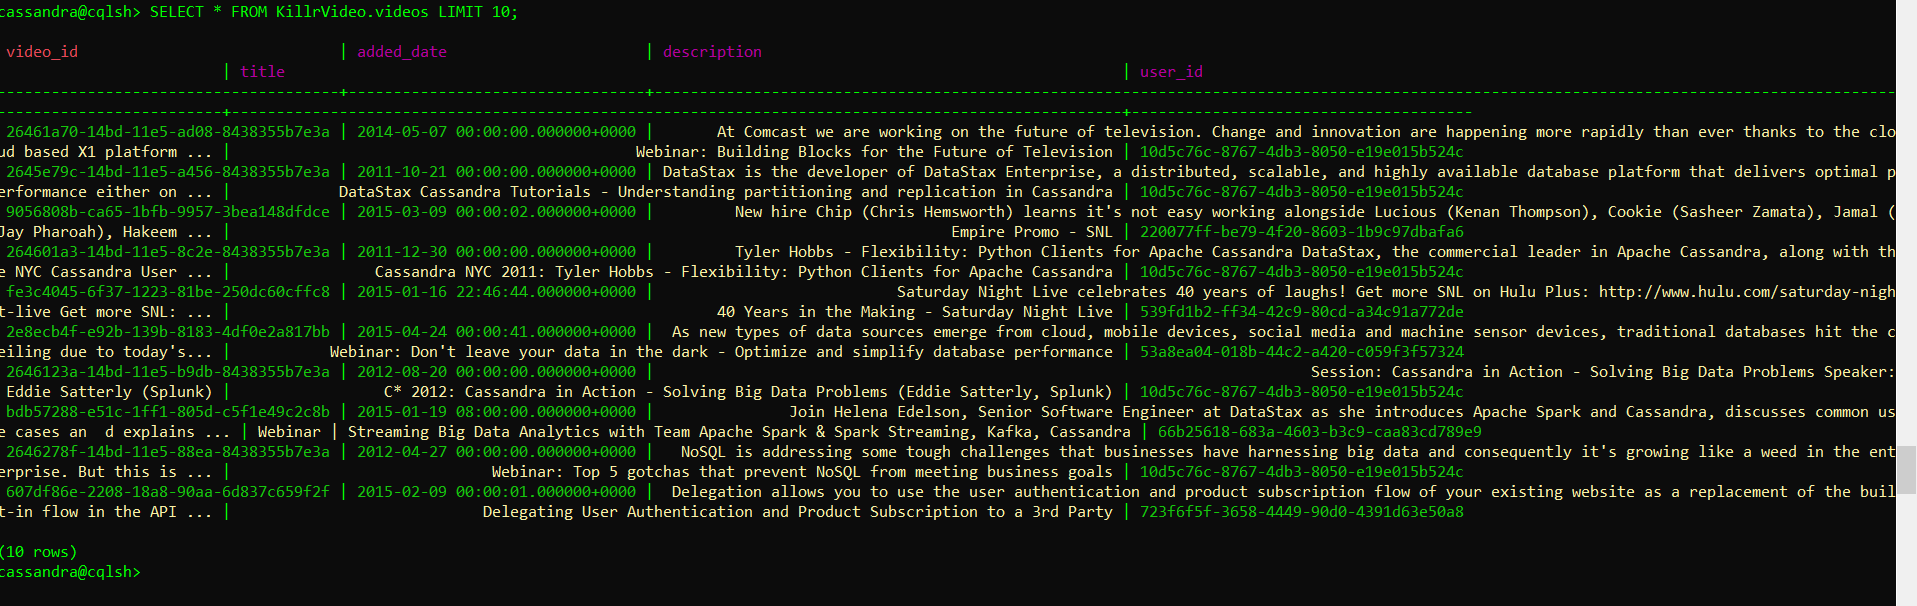 cassandra@cqlsh> SELECT * FROM KillrVideo.videos LIMIT 10;
video_id | added_date | description
| title | user_id
--------------------------------------+---------------------------------+--------------------------------------------------------------------------------------------------------------------------------------------
-------------------------+---------------------------------------------------------------------------------------------------+--------------------------------------
26461a70-14bd-11e5-ad08-8438355b7e3a | 2014-05-07 00:00:00.000000+0000 | At Comcast we are working on the future of television. Change and innovation are happening more rapidly than ever thanks to the clo
ud based X1 platform ... | Webinar: Building Blocks for the Future of Television | 10d5c76c-8767-4db3-8050-e19e015b524c
2645e79c-14bd-11e5-a456-8438355b7e3a | 2011-10-21 00:00:00.000000+0000 | DataStax is the developer of DataStax Enterprise, a distributed, scalable, and highly available database platform that delivers optimal p
erformance either on ... | DataStax Cassandra Tutorials - Understanding partitioning and replication in Cassandra | 10d5c76c-8767-4db3-8050-e19e015b524c
9056808b-ca65-1bfb-9957-3bea148dfdce | 2015-03-09 00:00:02.000000+0000 | New hire Chip (Chris Hemsworth) learns it's not easy working alongside Lucious (Kenan Thompson), Cookie (Sasheer Zamata), Jamal (
Jay Pharoah), Hakeem ... | Empire Promo - SNL | 220077ff-be79-4f20-8603-1b9c97dbafa6
264601a3-14bd-11e5-8c2e-8438355b7e3a | 2011-12-30 00:00:00.000000+0000 | Tyler Hobbs - Flexibility: Python Clients for Apache Cassandra DataStax, the commercial leader in Apache Cassandra, along with th
e NYC Cassandra User ... | Cassandra NYC 2011: Tyler Hobbs - Flexibility: Python Clients for Apache Cassandra | 10d5c76c-8767-4db3-8050-e19e015b524c
fe3c4045-6f37-1223-81be-250dc60cffc8 | 2015-01-16 22:46:44.000000+0000 | Saturday Night Live celebrates 40 years of laughs! Get more SNL on Hulu Plus: http://www.hulu.com/saturday-nigh
t-live Get more SNL: ... | 40 Years in the Making - Saturday Night Live | 539fd1b2-ff34-42c9-80cd-a34c91a772de
2e8ecb4f-e92b-139b-8183-4df0e2a817bb | 2015-04-24 00:00:41.000000+0000 | As new types of data sources emerge from cloud, mobile devices, social media and machine sensor devices, traditional databases hit the c
eiling due to today's... | Webinar: Don't leave your data in the dark - Optimize and simplify database performance | 53a8ea04-018b-44c2-a420-c059f3f57324
2646123a-14bd-11e5-b9db-8438355b7e3a | 2012-08-20 00:00:00.000000+0000 | Session: Cassandra in Action - Solving Big Data Problems Speaker:
Eddie Satterly (Splunk) | C* 2012: Cassandra in Action - Solving Big Data Problems (Eddie Satterly, Splunk) | 10d5c76c-8767-4db3-8050-e19e015b524c
bdb57288-e51c-1ff1-805d-c5f1e49c2c8b | 2015-01-19 08:00:00.000000+0000 | Join Helena Edelson, Senior Software Engineer at DataStax as she introduces Apache Spark and Cassandra, discusses common us
e cases an  d explains ... | Webinar | Streaming Big Data Analytics with Team Apache Spark & Spark Streaming, Kafka, Cassandra | 66b25618-683a-4603-b3c9-caa83cd789e9
2646278f-14bd-11e5-88ea-8438355b7e3a | 2012-04-27 00:00:00.000000+0000 | NoSQL is addressing some tough challenges that businesses have harnessing big data and consequently it's growing like a weed in the ent
erprise. But this is ... | Webinar: Top 5 gotchas that prevent NoSQL from meeting business goals | 10d5c76c-8767-4db3-8050-e19e015b524c
607df86e-2208-18a8-90aa-6d837c659f2f | 2015-02-09 00:00:01.000000+0000 | Delegation allows you to use the user authentication and product subscription flow of your existing website as a replacement of the buil
t-in flow in the API ... | Delegating User Authentication and Product Subscription to a 3rd Party | 723f6f5f-3658-4449-90d0-4391d63e50a8
(10 rows)
cassandra@cqlsh>